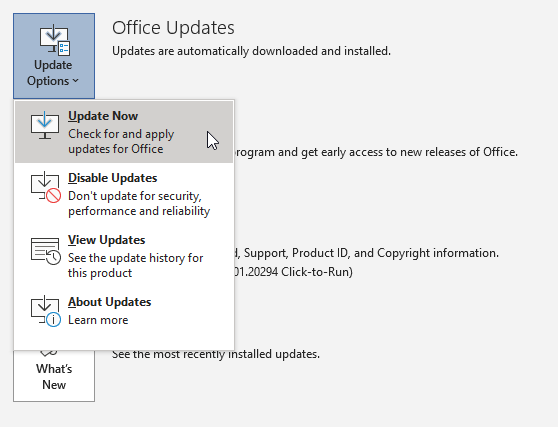 Office Updates
Updates are automatically downloaded and installed.
Update
Options
Update Now
Check for and apply
updates for Office
program and get early access to new releases of Office.
Disable Updates
Don't update for security,
performance and reliability
View Updates
See the update history for
this product
, Support, Product ID, and Copyright information.
01.20294 Click-to-Run)
About Updates
Learn more
See the most recently installed updates.
What's
New